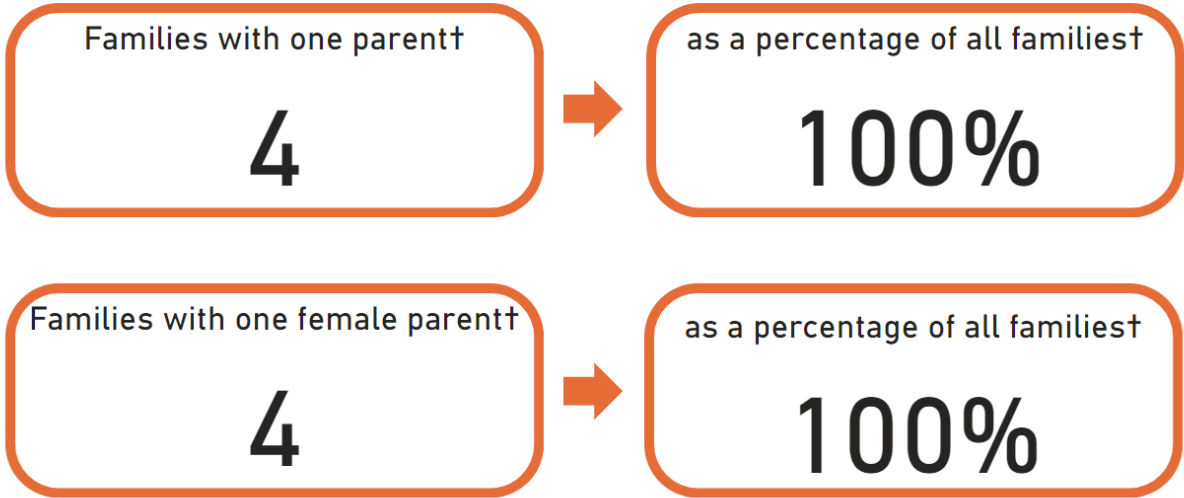 Families with one parent†
4
as a percentage of all families†
100%
Families with one female parent†
4
as a percentage of all families†
100%